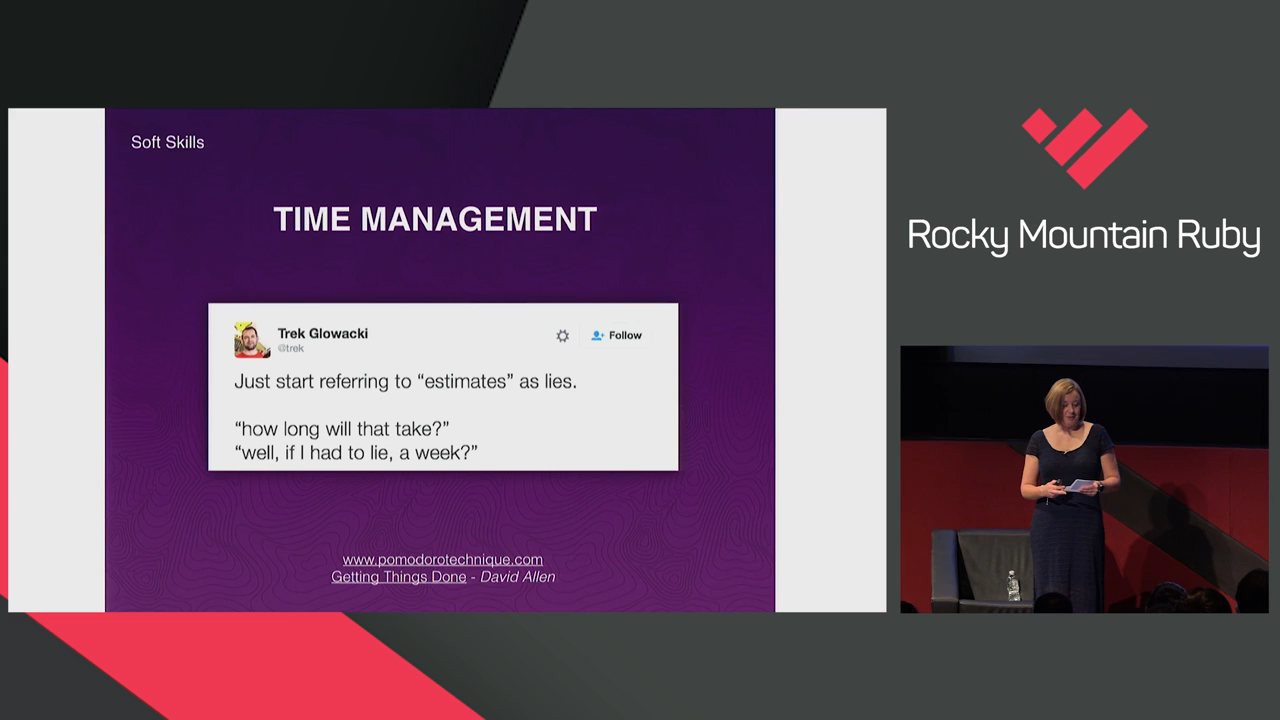 Soft Skills
TIME MANAGEMENT
Trek Glowacki
@trek
Follow
Just start referring to “estimates” as lies.
“how long will that take?”
“well, if I had to lie, a week?”
www.pomodorotechnique.com
Getting Things Done - David Allen
Rocky Mountain Ruby